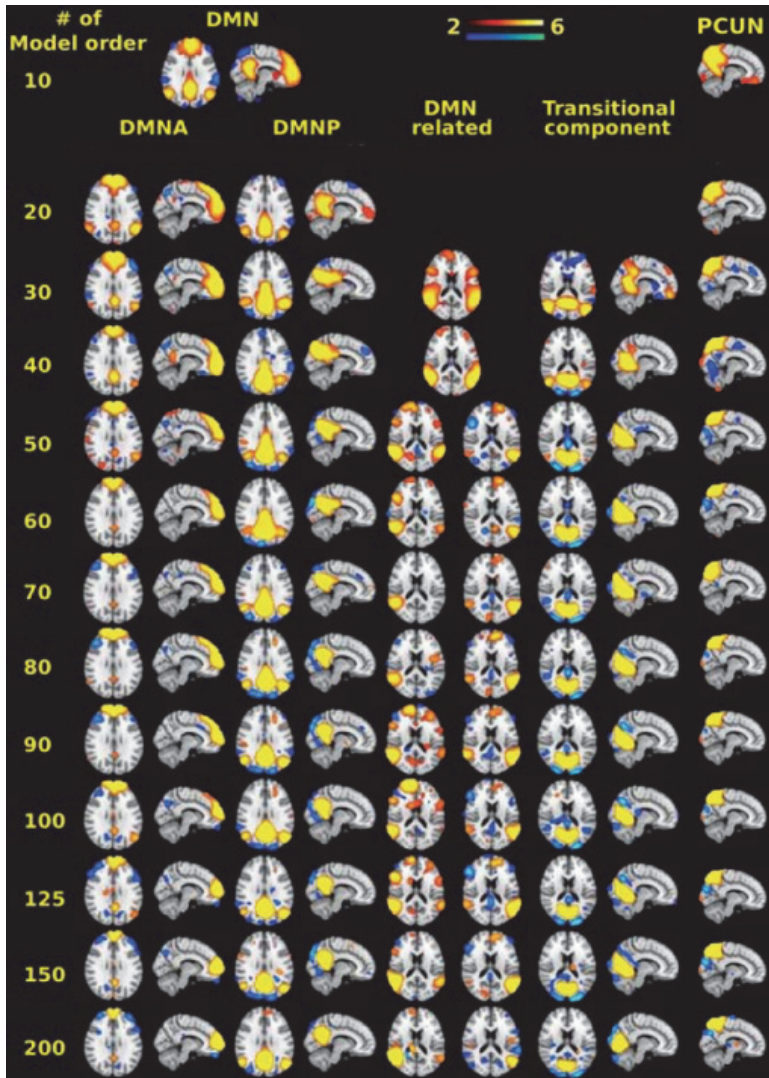 # of
Model order
DMN
2 6
PCUN
10
DMNA DMNP
DMN
related
Transitional
component
20
30
40
50
60
70
80
90
100
125
150
200